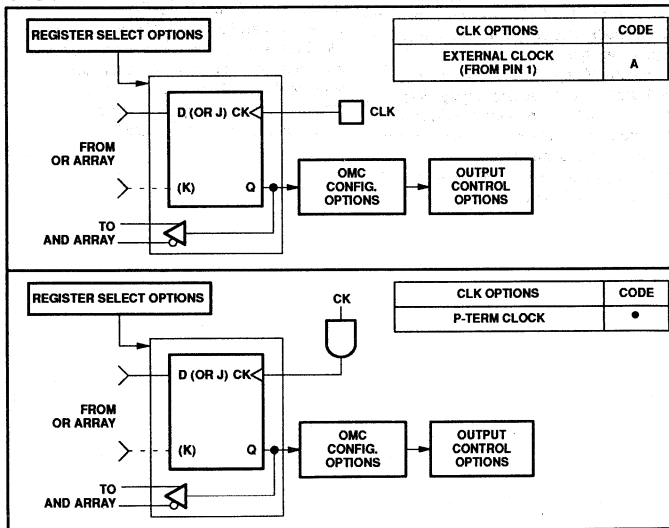 REGISTER SELECT OPTIONS
CLK OPTIONS CODE
EXTERNAL CLOCK
(FROM PIN 1) A
D (OR J) CK
CLK
FROM
OR ARRAY
(K) Q
OMC
CONFIG.
OPTIONS
OUTPUT
CONTROL
OPTIONS
TO
AND ARRAY
REGISTER SELECT OPTIONS
CK
CLK OPTIONS CODE
P-TERM CLOCK •
D (OR J) CK
FROM
OR ARRAY
(K) Q
OMC
CONFIG.
OPTIONS
OUTPUT
CONTROL
OPTIONS
TO
AND ARRAY